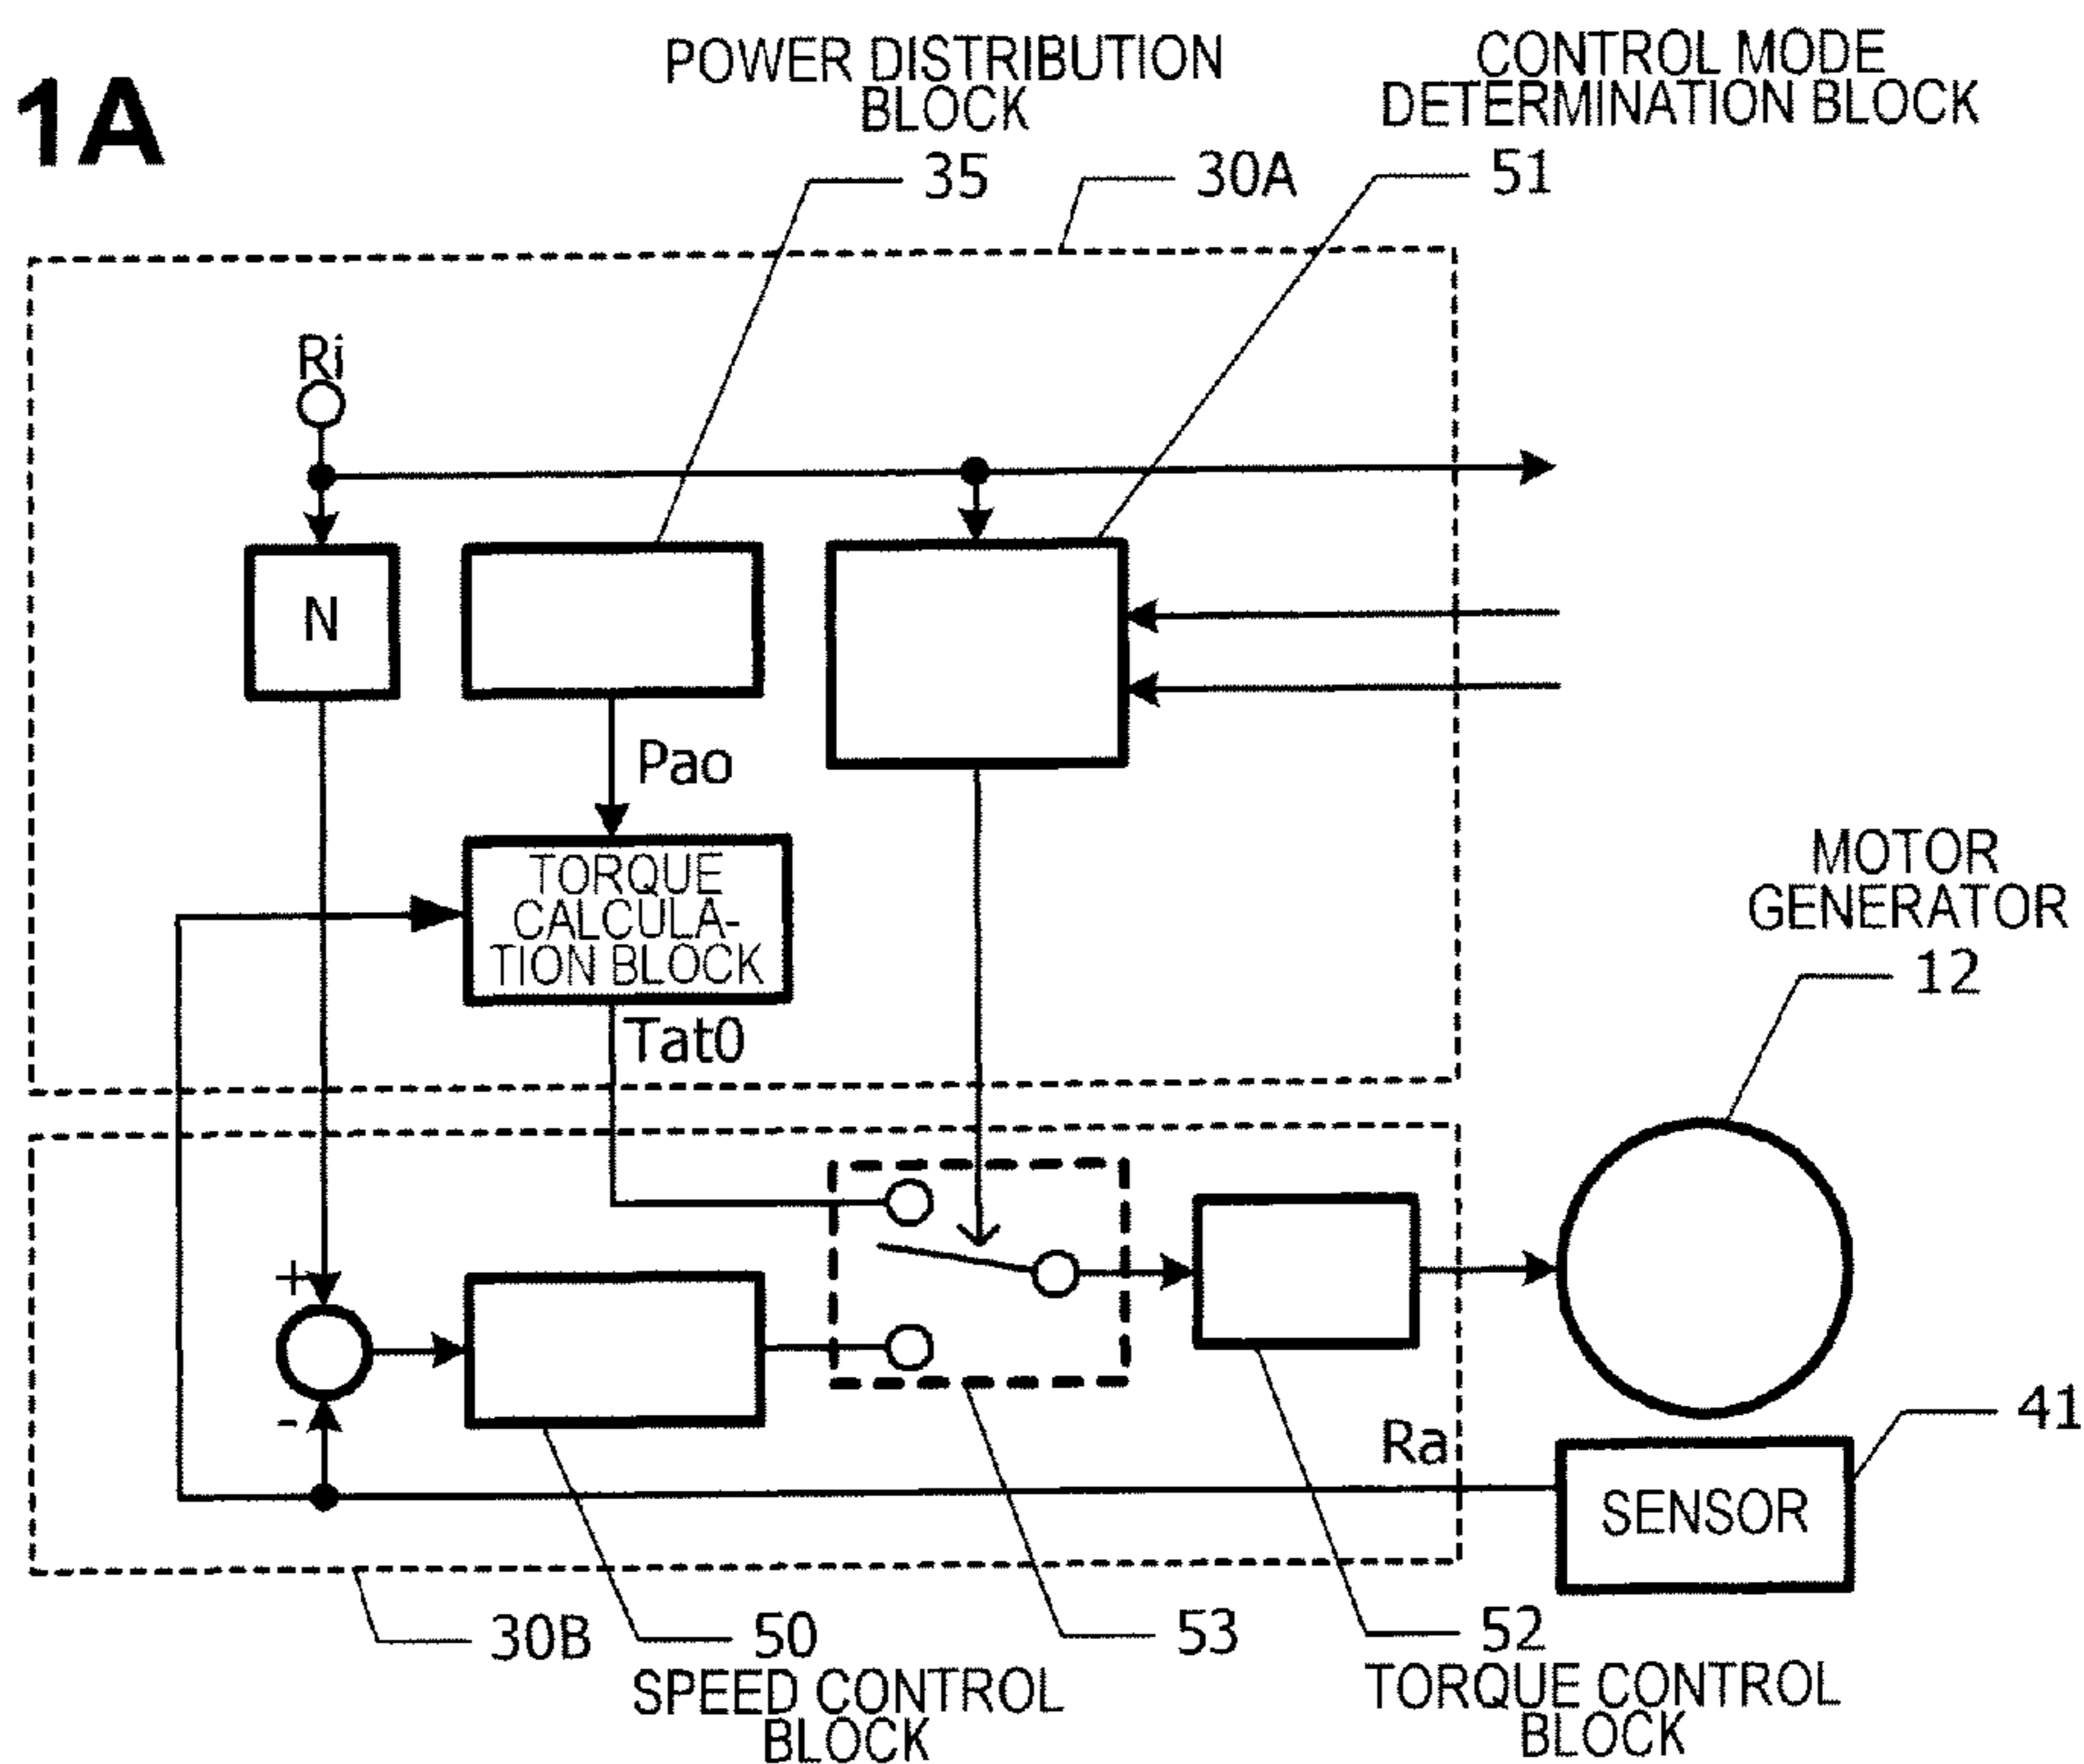 1A
POWER DISTRIBUTION
BLOCK
35
30A
CONTROL MODE
DETERMINATION BLOCK
51
Ri
N
Pao
TORQUE
CALCULA-
TION BLOCK
Tat0
MOTOR
GENERATOR
12
+
-
Ra
41
SENSOR
30B
50
SPEED CONTROL
BLOCK
53
52
TORQUE CONTROL
BLOCK